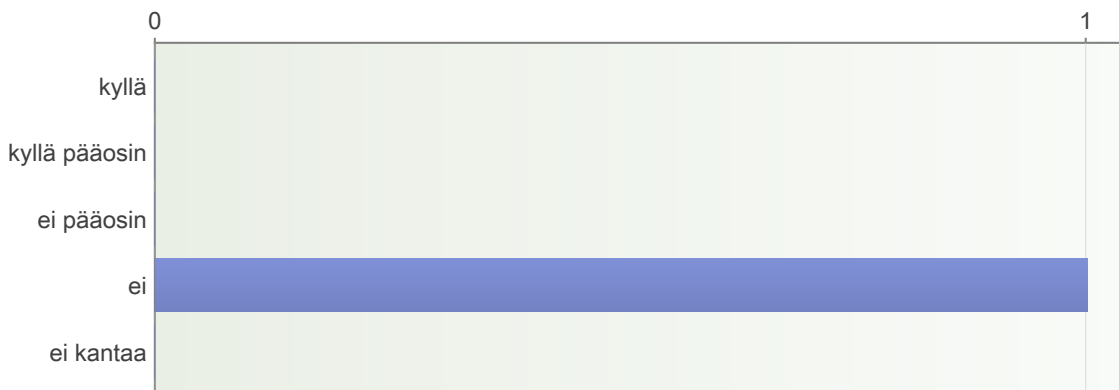 0 1
kyllä
kyllä pääosin
ei pääosin
ei
ei kantaa